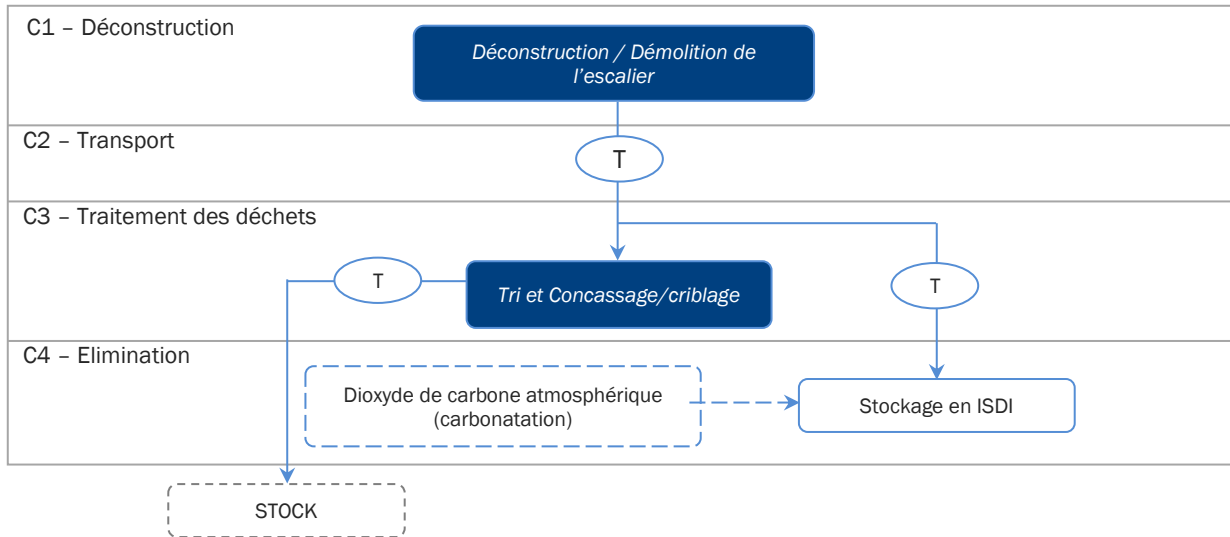 C1 – Déconstruction
Déconstruction / Démolition de
l’escalier
C2 – Transport
T
C3 – Traitement des déchets
T
Tri et Concassage/criblage
T
C4 – Elimination
Dioxyde de carbone atmosphérique
(carbonatation)
Stockage en ISDI
STOCK